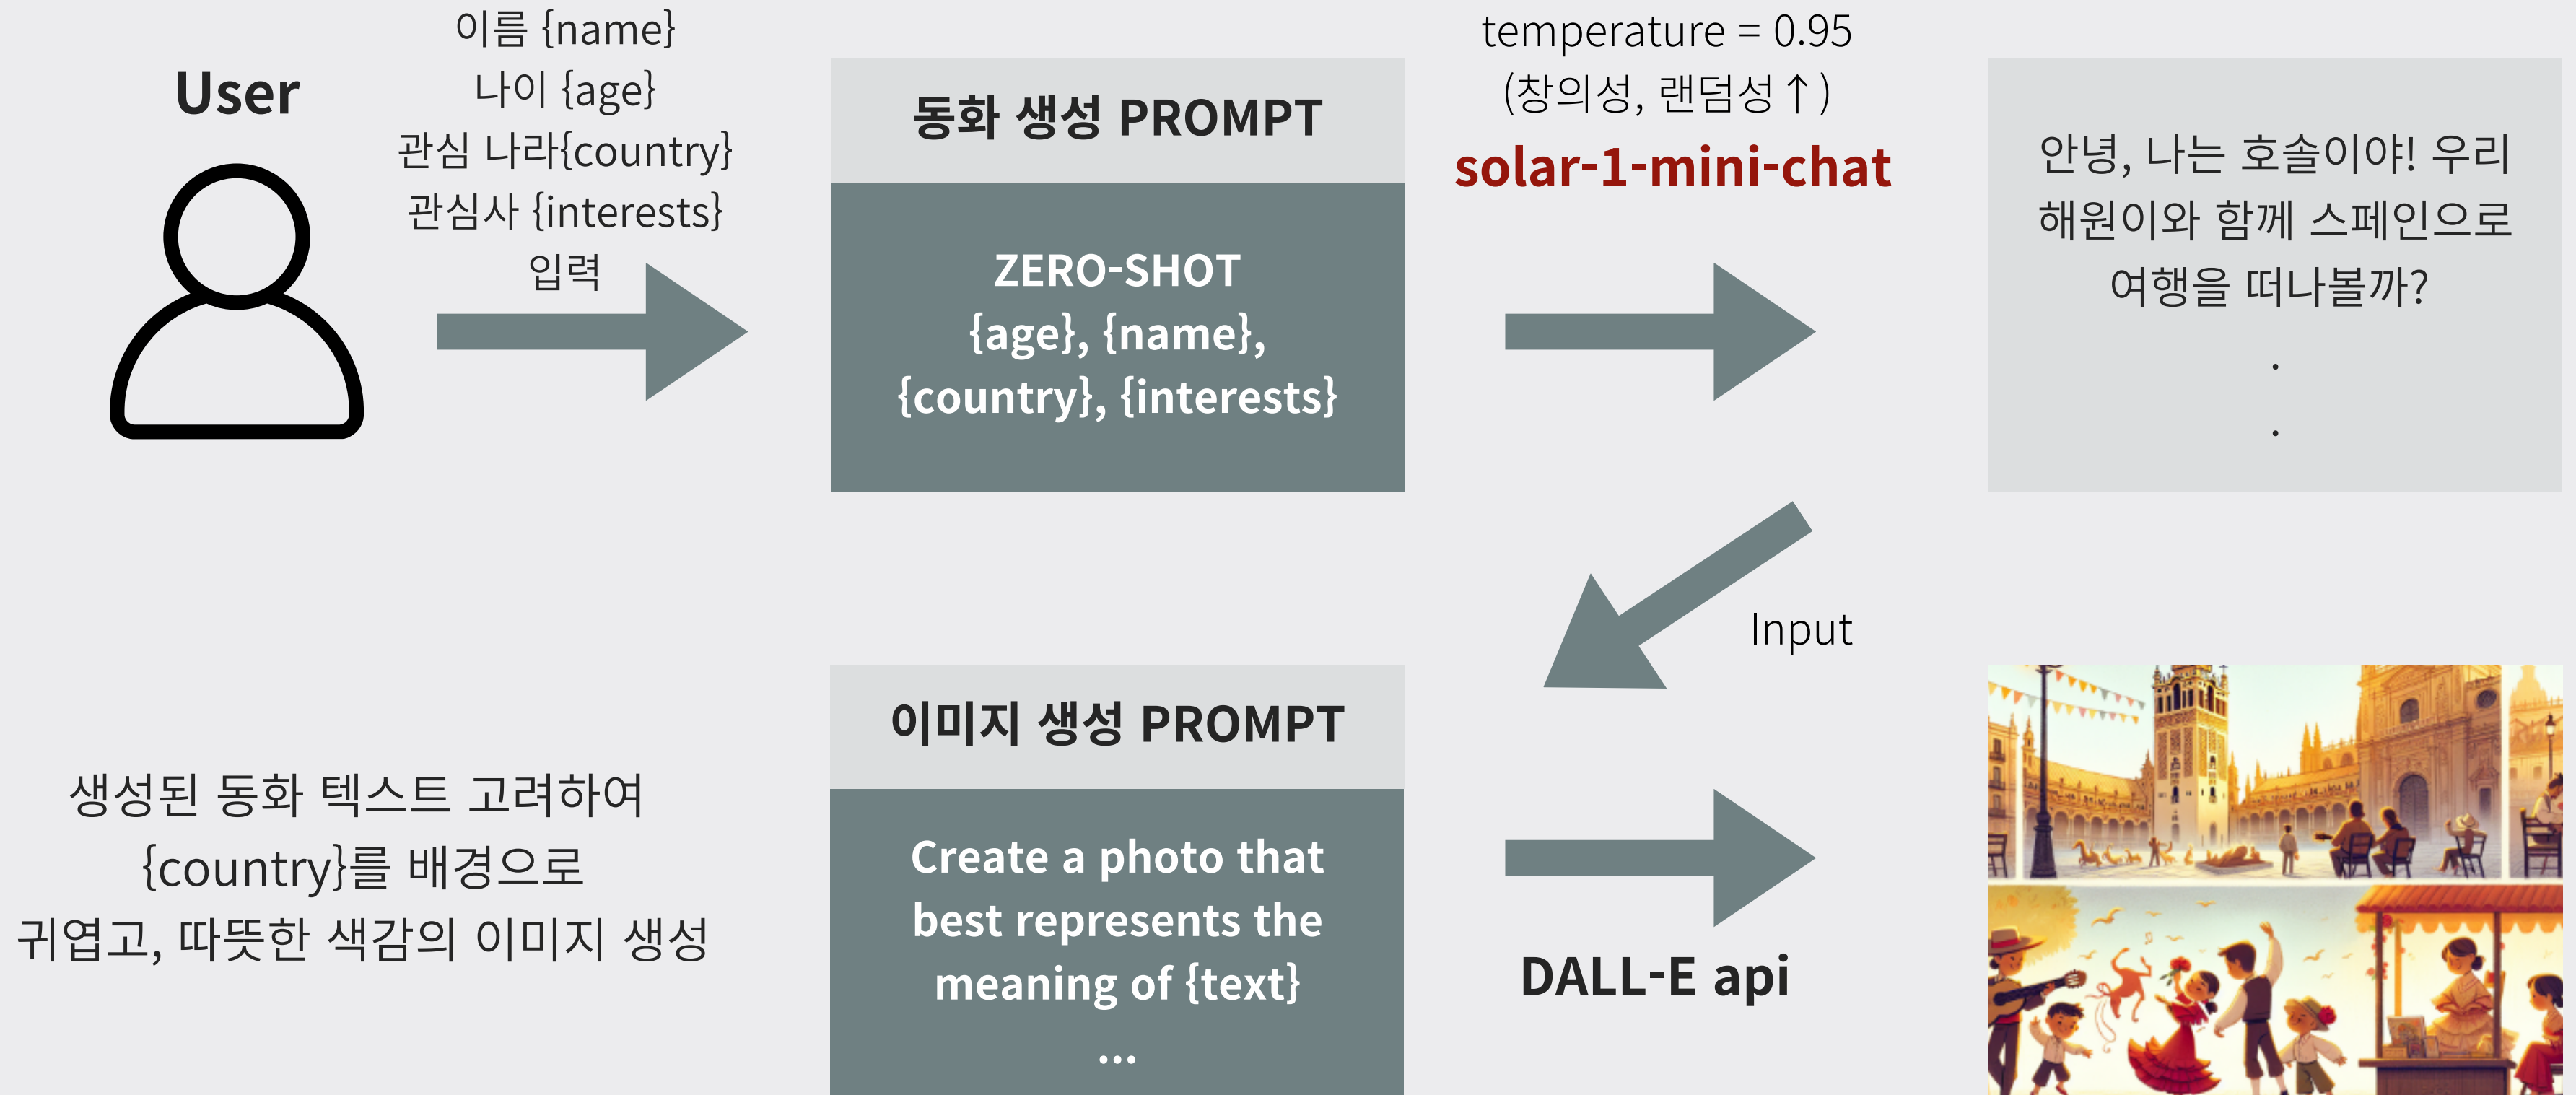 User
이름 {name}
나이 {age}
관심 나라{country}
관심사 {interests}
입력
동화 생성 PROMPT
ZERO-SHOT
{age}, {name},
{country}, {interests}
temperature = 0.95
(창의성, 랜덤성↑)
solar-1-mini-chat
안녕, 나는 호솔이야! 우리
해원이와 함께 스페인으로
여행을 떠나볼까?
.
.
Input
생성된 동화 텍스트 고려하여
{country}를 배경으로
귀엽고, 따뜻한 색감의 이미지 생성
이미지 생성 PROMPT
Create a photo that
best represents the
meaning of {text}
...
DALL-E api